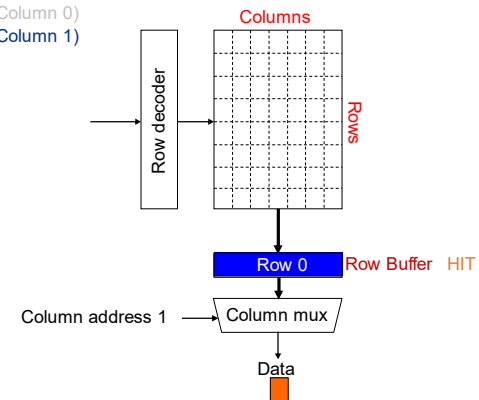 Column 0)
Column 1)
Columns
Row decoder
Rows
Row 0
Row Buffer HIT
Column address 1
Column mux
Data